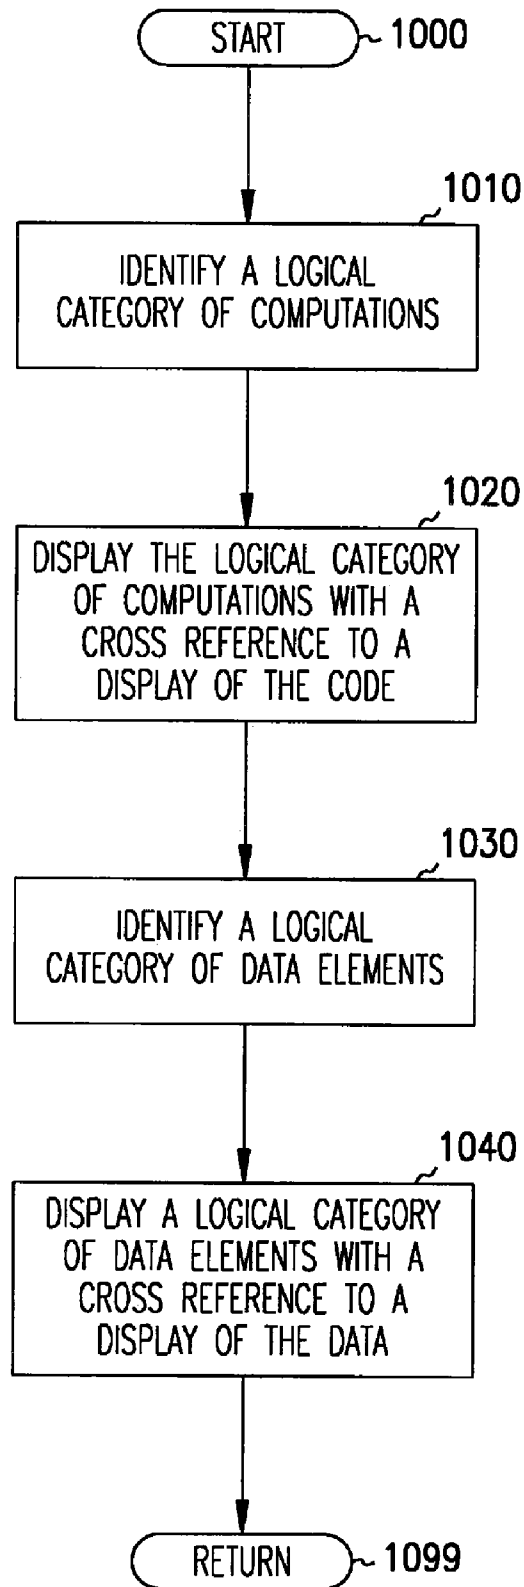 START
1000
1010
IDENTIFY A LOGICAL
CATEGORY OF COMPUTATIONS
1020
DISPLAY THE LOGICAL CATEGORY
OF COMPUTATIONS WITH A
CROSS REFERENCE TO A
DISPLAY OF THE CODE
1030
IDENTIFY A LOGICAL
CATEGORY OF DATA ELEMENTS
1040
DISPLAY A LOGICAL CATEGORY
OF DATA ELEMENTS WITH A
CROSS REFERENCE TO A
DISPLAY OF THE DATA
RETURN
1099